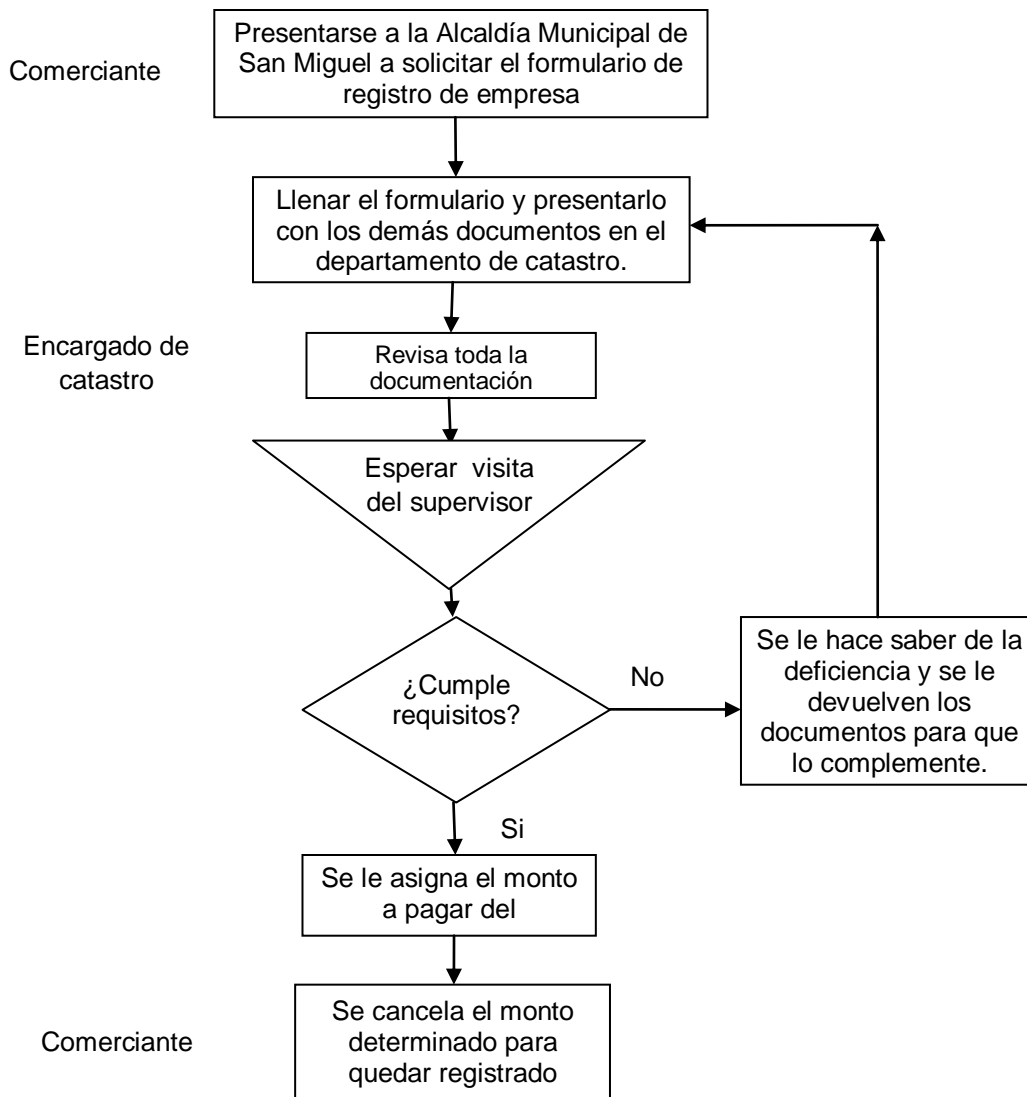 Presentarse a la Alcaldía Municipal de
San Miguel a solicitar el formulario de
registro de empresa
Comerciante
Llenar el formulario y presentarlo
con los demás documentos en el
departamento de catastro.
Encargado de
catastro
Revisa toda la
documentación
Esperar visita
del supervisor
¿Cumple
requisitos?
No
Se le hace saber de la
deficiencia y se le
devuelven los
documentos para que
lo complemente.
Si
Se le asigna el monto
a pagar del
Se cancela el monto
determinado para
quedar registrado
Comerciante